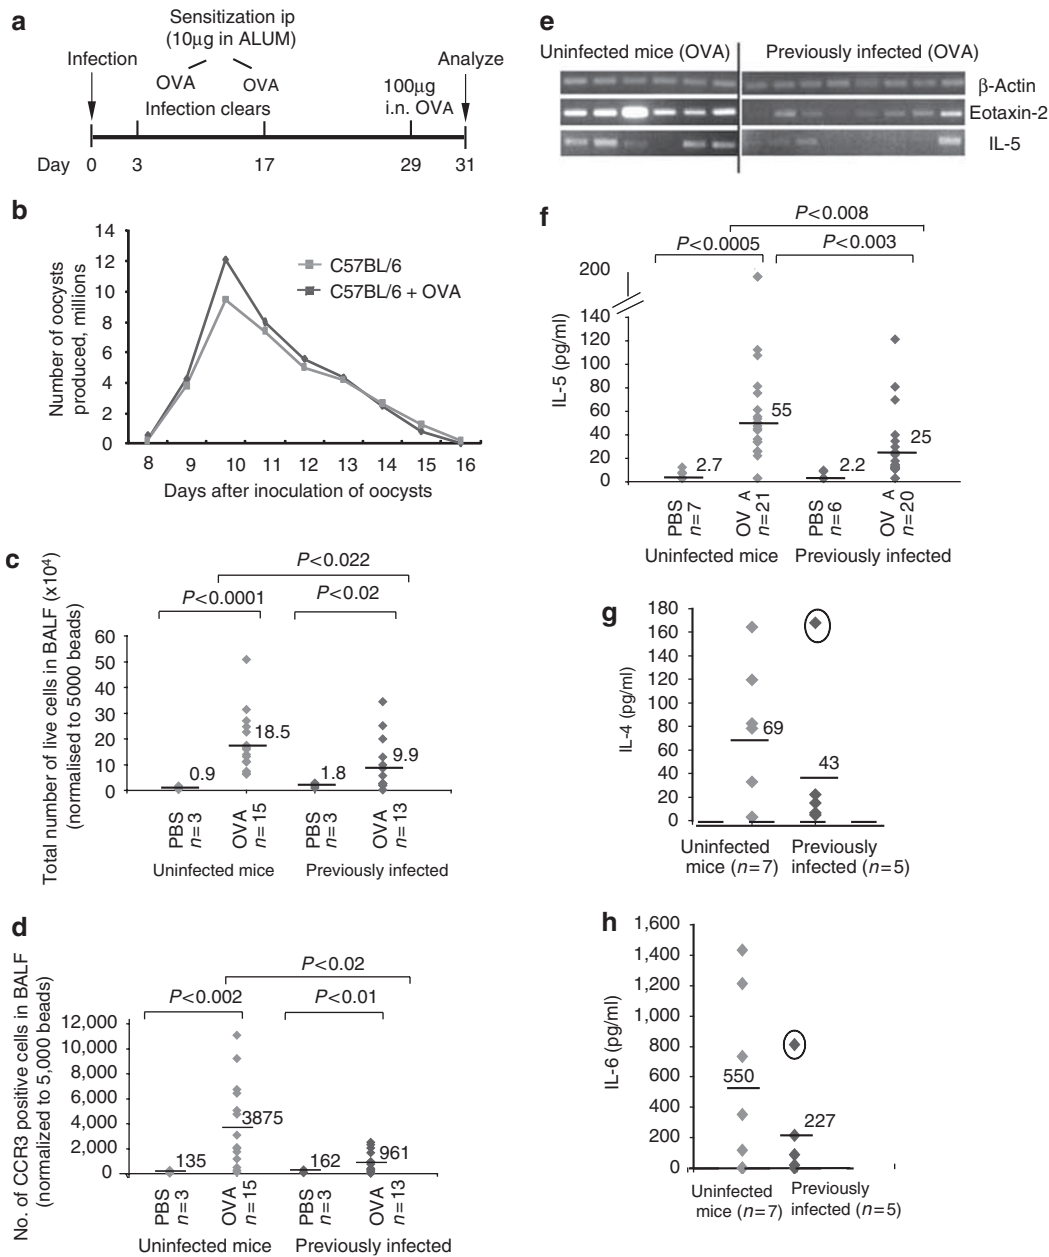 a
Sensitization ip
(10µg in ALUM)
Infection
Analyze
OVA
OVA
100µg
i.n. OVA
Infection clears
Day 0 3 17 29 31
b
Number of oocysts
produced, millions
14
12
10
8
6
4
2
0
C57BL/6
C57BL/6 + OVA
8 9 10 11 12 13 14 15 16
Days after inoculation of oocysts
c
Total number of live cells in BALF (x10⁴)
(normalised to 5000 beads)
P<0.022
P<0.0001
P<0.02
60
50
40
30
20
10
0
0.9
18.5
1.8
9.9
PBS
n=3
OVA
n=15
PBS
n=3
OVA
n=13
Uninfected mice
Previously infected
d
No. of CCR3 positive cells in BALF
(normalized to 5,000 beads)
P<0.02
P<0.002
P<0.01
12,000
10,000
8,000
6,000
4,000
2,000
0
135
3875
162
961
PBS
n=3
OVA
n=15
PBS
n=3
OVA
n=13
Uninfected mice
Previously infected
e
Uninfected mice (OVA)
Previously infected (OVA)
β-Actin
Eotaxin-2
IL-5
f
P<0.008
P<0.0005
P<0.003
IL-5 (pg/ml)
200
140
120
100
80
60
40
20
0
2.7
55
2.2
25
PBS
n=7
OV A
n=21
PBS
n=6
OV A
n=20
Uninfected mice
Previously infected
g
IL-4 (pg/ml)
180
160
140
120
100
80
60
40
20
0
69
43
Uninfected
mice (n=7)
Previously
infected (n=5)
h
IL-6 (pg/ml)
1,600
1,400
1,200
1,000
800
600
400
200
0
550
227
Uninfected
mice (n=7)
Previously
infected (n=5)